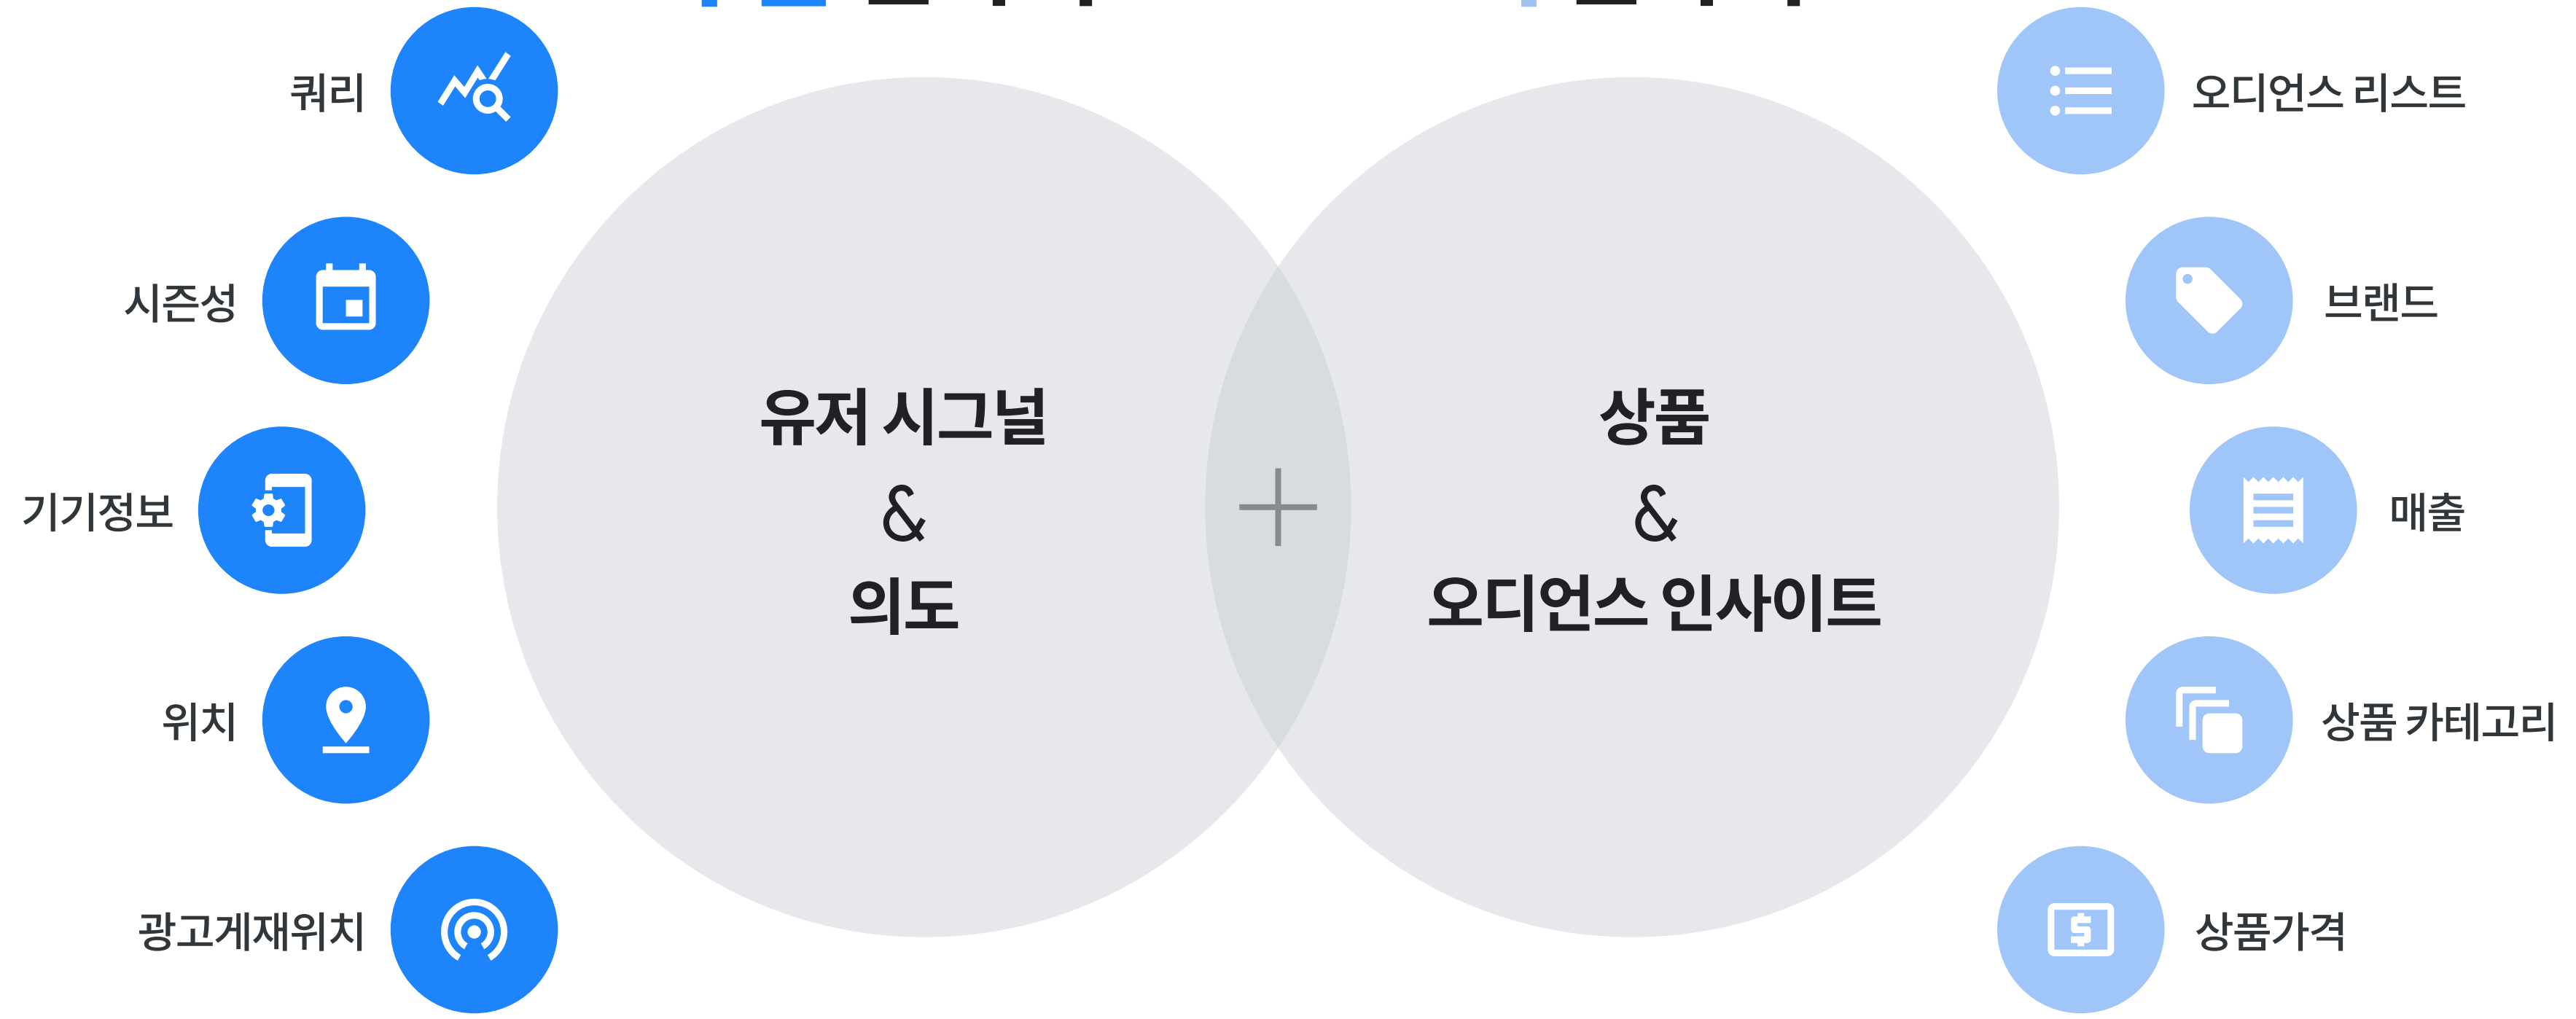 쿼리
시즌성
기기정보
위치
광고게재위치
유저 시그널
&
의도
상품
&
오디언스 인사이트
오디언스 리스트
브랜드
매출
상품 카테고리
상품가격